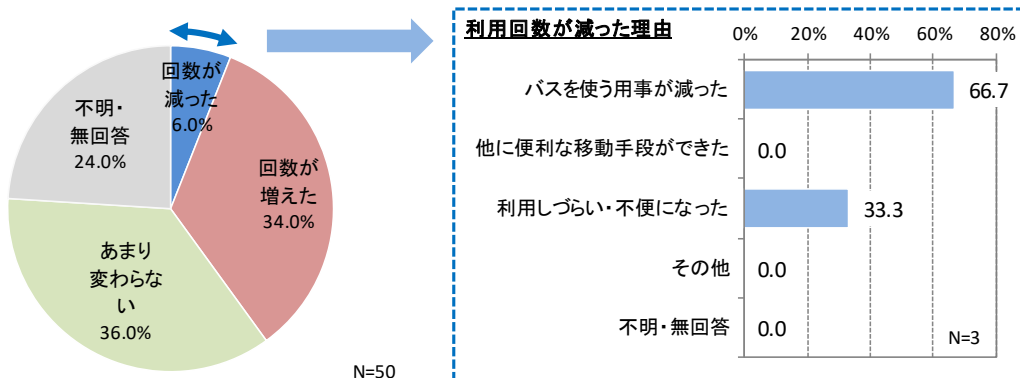 回数が
減った
6.0%
回数が
増えた
34.0%
あまり
変わらな
い
36.0%
不明・
無回答
24.0%
N=50
利用回数が減った理由
0% 20% 40% 60% 80%
バスを使う用事が減った 66.7
他に便利な移動手段ができた 0.0
利用しづらい・不便になった 33.3
その他 0.0
不明・無回答 0.0
N=3